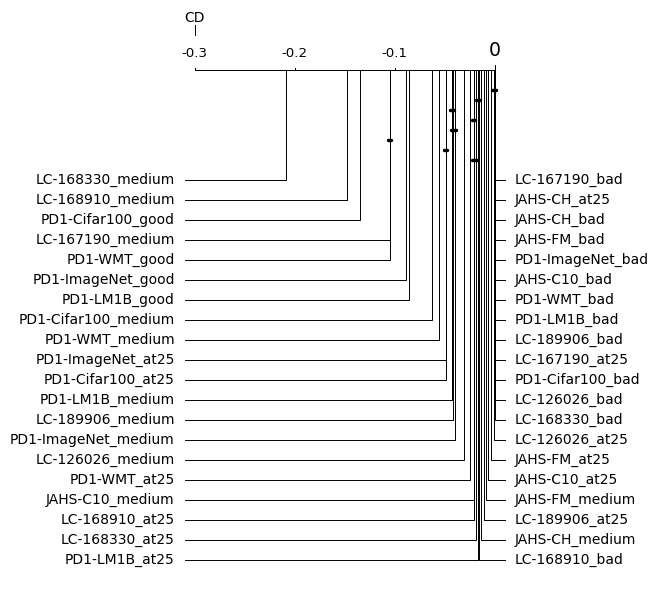 CD
-0.3 -0.2 -0.1 0
LC-168330_medium LC-167190_bad
LC-168910_medium JAHS-CH_at25
PD1-Cifar100_good JAHS-CH_bad
LC-167190_medium JAHS-FM_bad
PD1-WMT_good PD1-ImageNet_bad
PD1-ImageNet_good JAHS-C10_bad
PD1-LM1B_good PD1-WMT_bad
PD1-Cifar100_medium PD1-LM1B_bad
PD1-WMT_medium LC-189906_bad
PD1-ImageNet_at25 LC-167190_at25
PD1-Cifar100_at25 PD1-Cifar100_bad
PD1-LM1B_medium LC-126026_bad
LC-189906_medium LC-168330_bad
PD1-ImageNet_medium LC-126026_at25
LC-126026_medium JAHS-FM_at25
PD1-WMT_at25 JAHS-C10_at25
JAHS-C10_medium JAHS-FM_medium
LC-168910_at25 LC-189906_at25
LC-168330_at25 JAHS-CH_medium
PD1-LM1B_at25 LC-168910_bad